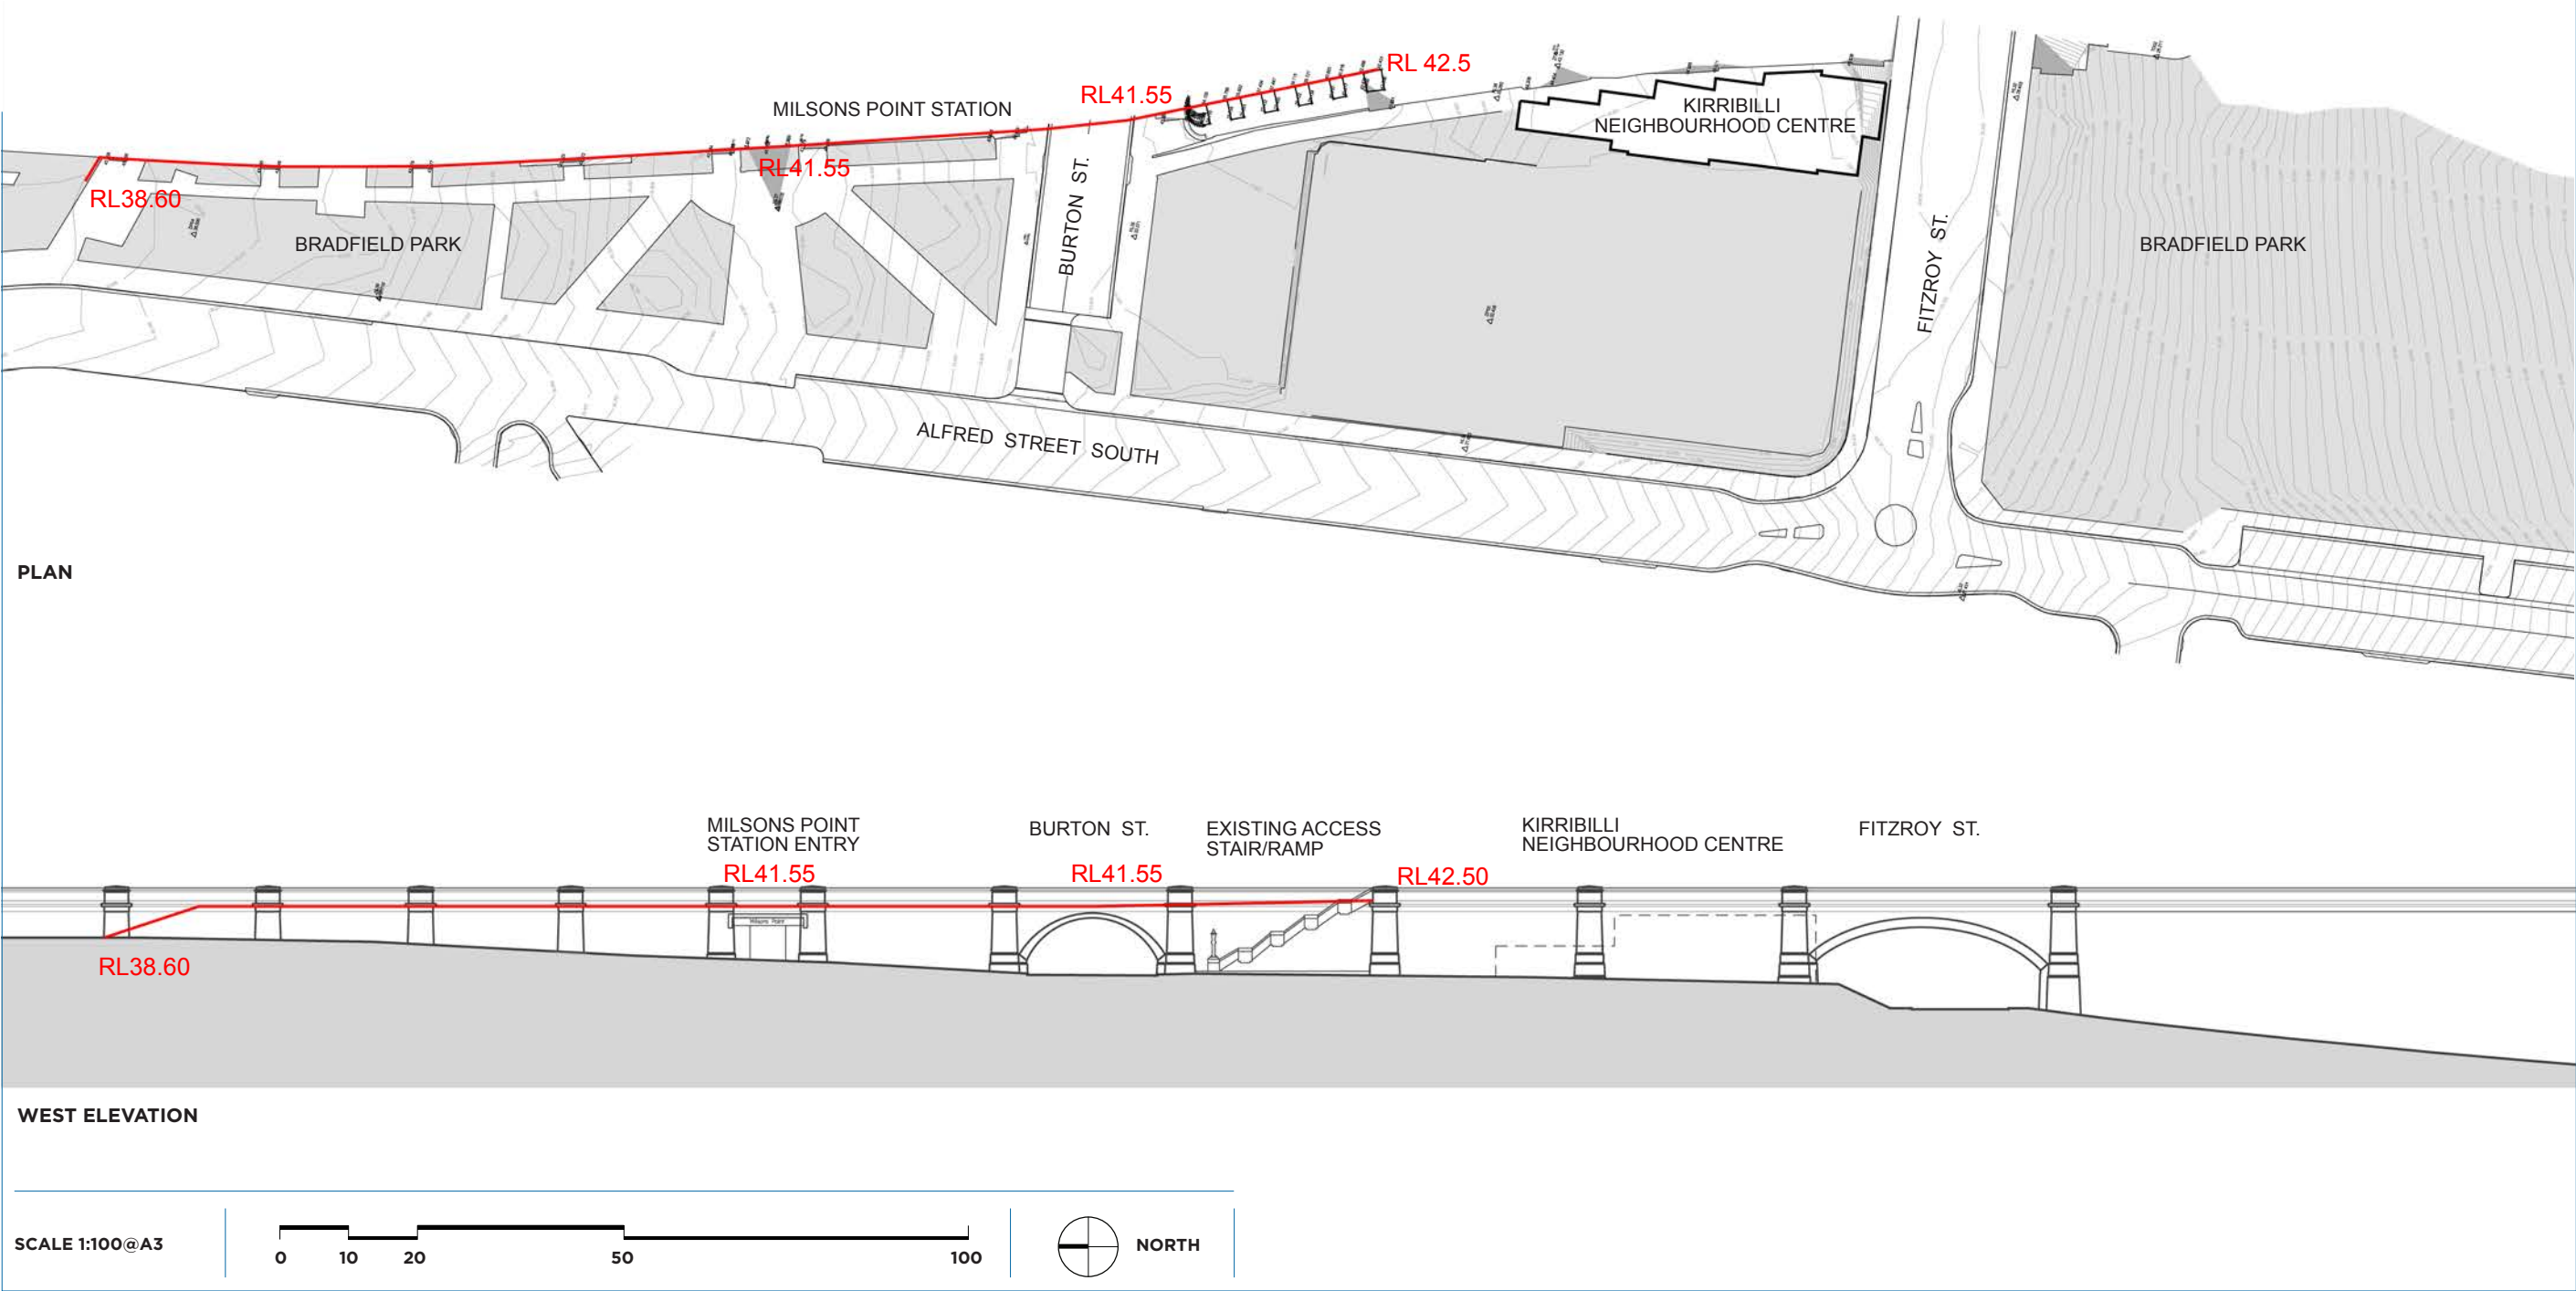 RL 42.5
RL41.55
MILSONS POINT STATION
KIRRIBILLI
NEIGHBOURHOOD CENTRE
RL41.55
RL38.60
BRADFIELD PARK
BURTON ST.
FITZROY ST.
BRADFIELD PARK
ALFRED STREET SOUTH
PLAN
MILSONS POINT
STATION ENTRY
BURTON ST.
EXISTING ACCESS
STAIR/RAMP
KIRRIBILLI
NEIGHBOURHOOD CENTRE
FITZROY ST.
RL41.55
RL41.55
RL42.50
Milsons Point
RL38.60
WEST ELEVATION
SCALE 1:100@A3
0 10 20 50 100
NORTH